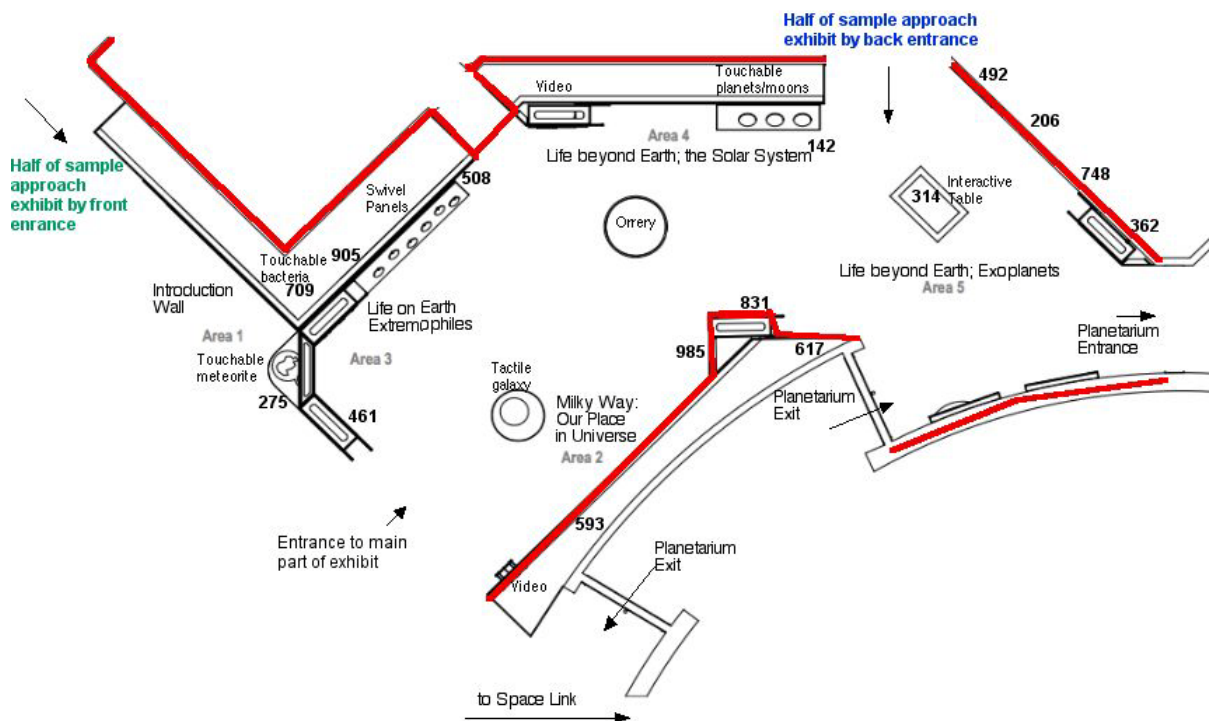 Half of sample approach
exhibit by back entrance
492
206
748
362
Video
Touchable
planets/moons
Area 4
142
Life beyond Earth; the Solar System
Half of sample
approach
exhibit by front
enrance
508
Swivel
Panels
905
Touchable
bacteria
709
Introduction
Wall
Area 1
Life on Earth
Extremophiles
Area 3
Touchable
meteorite
275
461
Orrery
314
Interactive
Table
Life beyond Earth; Exoplanets
Area 5
831
985
617
Planetarium
Entrance
Tactile
galaxy
Milky Way:
Our Place
in Universe
Area 2
Planetarium
Exit
593
Entrance to main
part of exhibit
Video
Planetarium
Exit
to Space Link